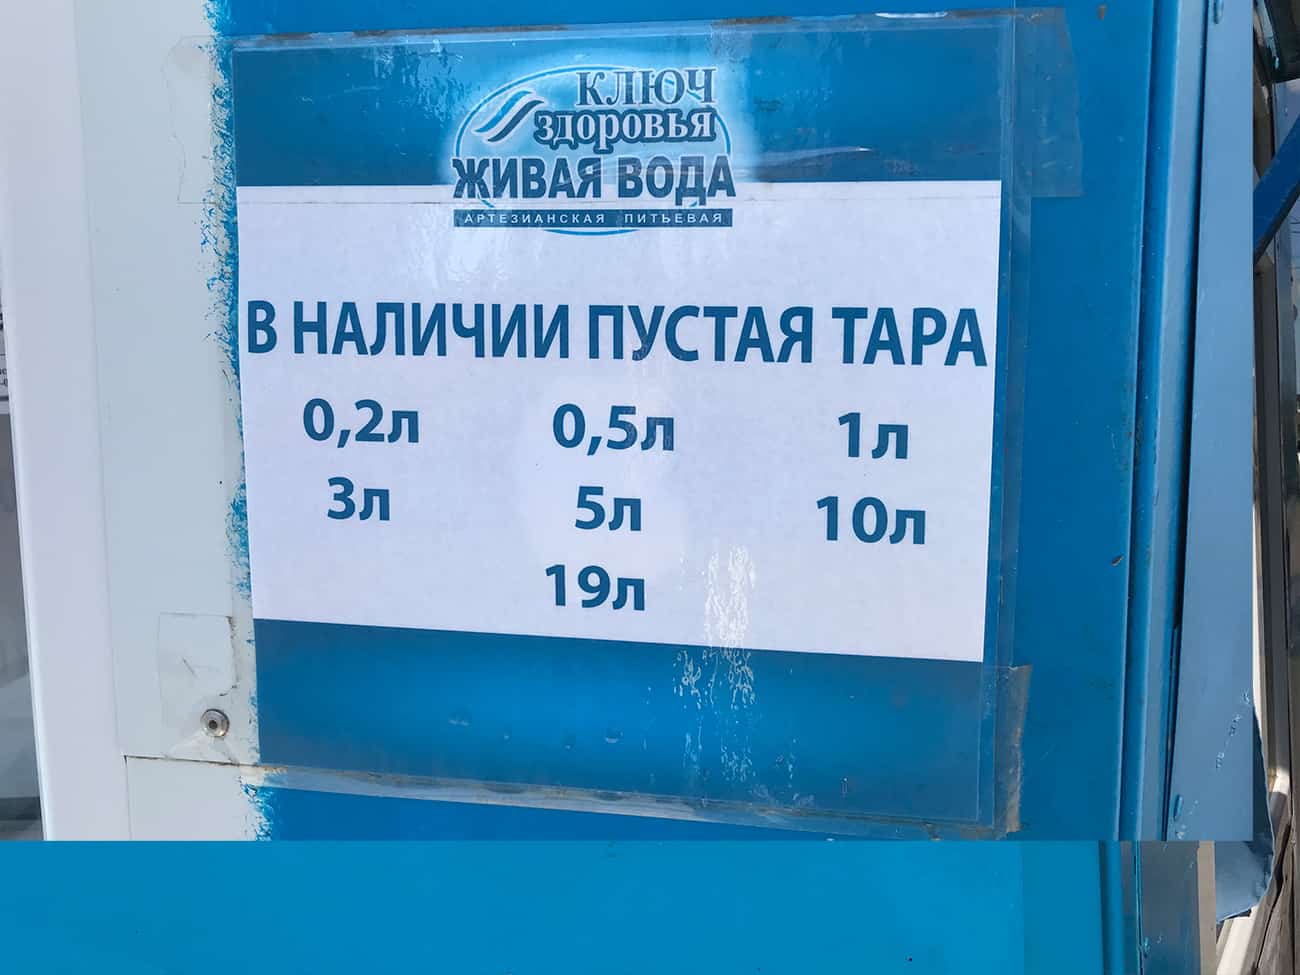 КЛЮЧ
ЗДОРОВЬЯ
ЖИВАЯ ВОДА
АРТЕЗИАНСКАЯ ПИТЬЕВАЯ
В НАЛИЧИИ ПУСТАЯ ТАРА
0,2л 0,5л 1л
3л 5л 10л
19л